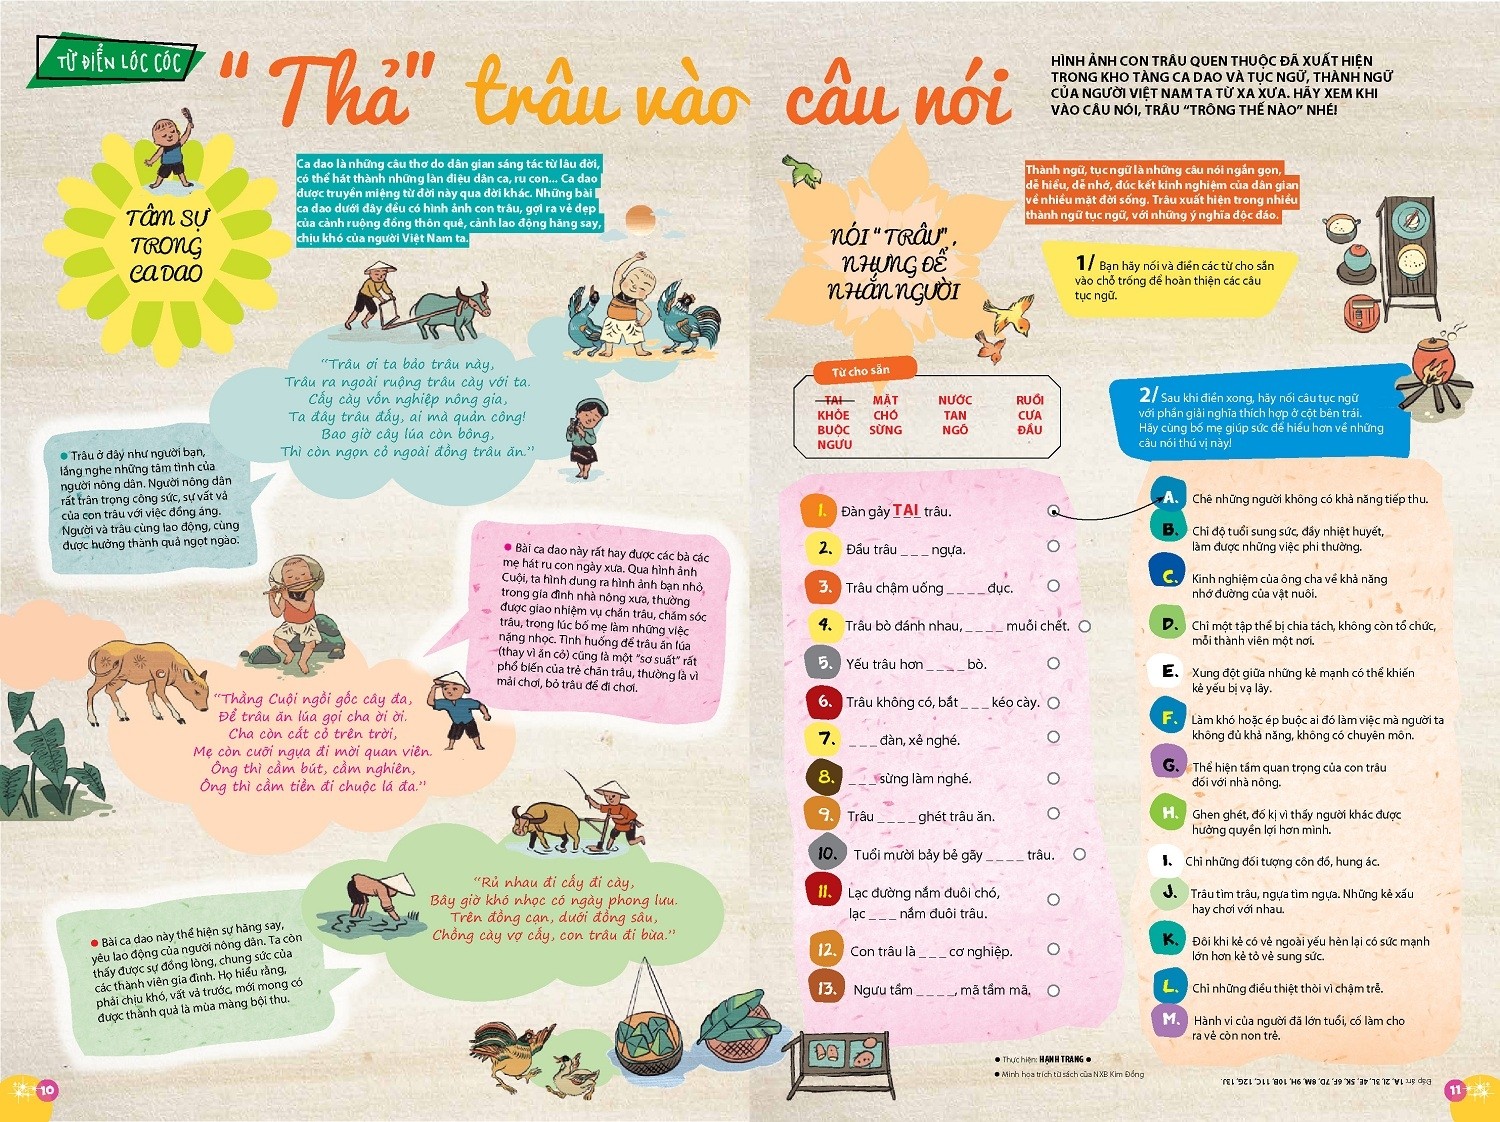 TỪ ĐIỂN LÓC CÓC
“Thả” trâu vào câu nói
HÌNH ẢNH CON TRÂU QUEN THUỘC ĐÃ XUẤT HIỆN
TRONG KHO TÀNG CA DAO VÀ TỤC NGỮ, THÀNH NGỮ
CỦA NGƯỜI VIỆT NAM TA TỪ XA XƯA. HÃY XEM KHI
VÀO CÂU NÓI, TRÂU “TRÔNG THẾ NÀO” NHÉ!
TÂM SỰ
TRONG
CA DAO
Ca dao là những câu thơ do dân gian sáng tác từ lâu đời,
có thể hát thành những làn điệu dân ca, ru con... Ca dao
được truyền miệng từ đời này qua đời khác. Những bài
ca dao dưới đây đều có hình ảnh con trâu, gợi ra vẻ đẹp
của cảnh ruộng đồng thôn quê, cảnh lao động hăng say,
chịu khó của người Việt Nam ta.
“Trâu ơi ta bảo trâu này,
Trâu ra ngoài ruộng trâu cày với ta.
Cấy cày vốn nghiệp nông gia,
Ta đây trâu đấy, ai mà quản công!
Bao giờ cây lúa còn bông,
Thì còn ngọn cỏ ngoài đồng trâu ăn.”
● Trâu ở đây như người bạn,
lắng nghe những tâm tình của
người nông dân. Người nông dân
rất trân trọng công sức, sự vất vả
của con trâu với việc đồng áng.
Người và trâu cùng lao động, cùng
được hưởng thành quả ngọt ngào.
● Bài ca dao này rất hay được các bà các
mẹ hát ru con ngày xưa. Qua hình ảnh
Cuội, ta hình dung ra hình ảnh bạn nhỏ
trong gia đình nhà nông xưa, thường
được giao nhiệm vụ chăn trâu, chăm sóc
trâu, trong lúc bố mẹ làm những việc
nặng nhọc. Tình huống để trâu ăn lúa
(thay vì ăn cỏ) cũng là một “sơ suất” rất
phổ biến của trẻ chăn trâu, thường là vì
mải chơi, bỏ trâu để đi chơi.
“Thằng Cuội ngồi gốc cây đa,
Để trâu ăn lúa gọi cha ời ời.
Cha còn cắt cỏ trên trời,
Mẹ còn cưỡi ngựa đi mời quan viên.
Ông thì cầm bút, cầm nghiên,
Ông thì cầm tiền đi chuộc lá đa.”
“Rủ nhau đi cấy đi cày,
Bây giờ khó nhọc có ngày phong lưu.
Trên đồng cạn, dưới đồng sâu,
Chồng cày vợ cấy, con trâu đi bừa.”
● Bài ca dao này thể hiện sự hăng say,
yêu lao động của người nông dân. Ta còn
thấy được sự đồng lòng, chung sức của
các thành viên gia đình. Họ hiểu rằng,
phải chịu khó, vất vả trước, mới mong có
được thành quả là mùa màng bội thu.
10
NÓI “TRÂU”,
NHƯNG ĐỂ
NHẮN NGƯỜI
Thành ngữ, tục ngữ là những câu nói ngắn gọn,
dễ hiểu, dễ nhớ, đúc kết kinh nghiệm của dân gian
về nhiều mặt đời sống. Trâu xuất hiện trong nhiều
thành ngữ tục ngữ, với những ý nghĩa độc đáo.
1/ Bạn hãy nối và điền các từ cho sẵn
vào chỗ trống để hoàn thiện các câu
tục ngữ.
Từ cho sẵn
TAI MẶT NƯỚC RUỒI
KHỎE CHÓ TAN CƯA
BUỘC SỪNG NGÕ ĐẦU
NGƯU
2/ Sau khi điền xong, hãy nối câu tục ngữ
với phần giải nghĩa thích hợp ở cột bên trái.
Hãy cùng bố mẹ giúp sức để hiểu hơn về những
câu nói thú vị này!
1. Đàn gảy TAI trâu.
2. Đầu trâu _ _ _ ngựa.
3. Trâu chậm uống _ _ _ _ đục.
4. Trâu bò đánh nhau, _ _ _ _ muỗi chết.
5. Yếu trâu hơn _ _ _ _ bò.
6. Trâu không có, bắt _ _ _ kéo cày.
7. _ _ _ đàn, xẻ nghé.
8. _ _ _ sừng làm nghé.
9. Trâu _ _ _ _ ghét trâu ăn.
10. Tuổi mười bảy bẻ gãy _ _ _ _ trâu.
11. Lạc đường nắm đuôi chó,
lạc _ _ _ nắm đuôi trâu.
12. Con trâu là _ _ _ cơ nghiệp.
13. Ngưu tầm _ _ _ _, mã tầm mã.
A. Chê những người không có khả năng tiếp thu.
B. Chỉ độ tuổi sung sức, đầy nhiệt huyết,
làm được những việc phi thường.
C. Kinh nghiệm của ông cha về khả năng
nhớ đường của vật nuôi.
D. Chỉ một tập thể bị chia tách, không còn tổ chức,
mỗi thành viên một nơi.
E. Xung đột giữa những kẻ mạnh có thể khiến
kẻ yếu bị vạ lây.
F. Làm khó hoặc ép buộc ai đó làm việc mà người ta
không đủ khả năng, không có chuyên môn.
G. Thể hiện tầm quan trọng của con trâu
đối với nhà nông.
H. Ghen ghét, đố kị vì thấy người khác được
hưởng quyền lợi hơn mình.
I. Chỉ những đối tượng côn đồ, hung ác.
J. Trâu tìm trâu, ngựa tìm ngựa. Những kẻ xấu
hay chơi với nhau.
K. Đôi khi kẻ có vẻ ngoài yếu hèn lại có sức mạnh
lớn hơn kẻ tỏ vẻ sung sức.
L. Chỉ những điều thiệt thòi vì chậm trễ.
M. Hành vi của người đã lớn tuổi, cố làm cho
ra vẻ còn non trẻ.
● Thực hiện: HẠNH TRANG ●
● Minh họa trích từ sách của NXB Kim Đồng
Đáp án: 1A, 2I, 3L, 4E, 5K, 6F, 7D, 8M, 9H, 10B, 11C, 12G, 13J.
11